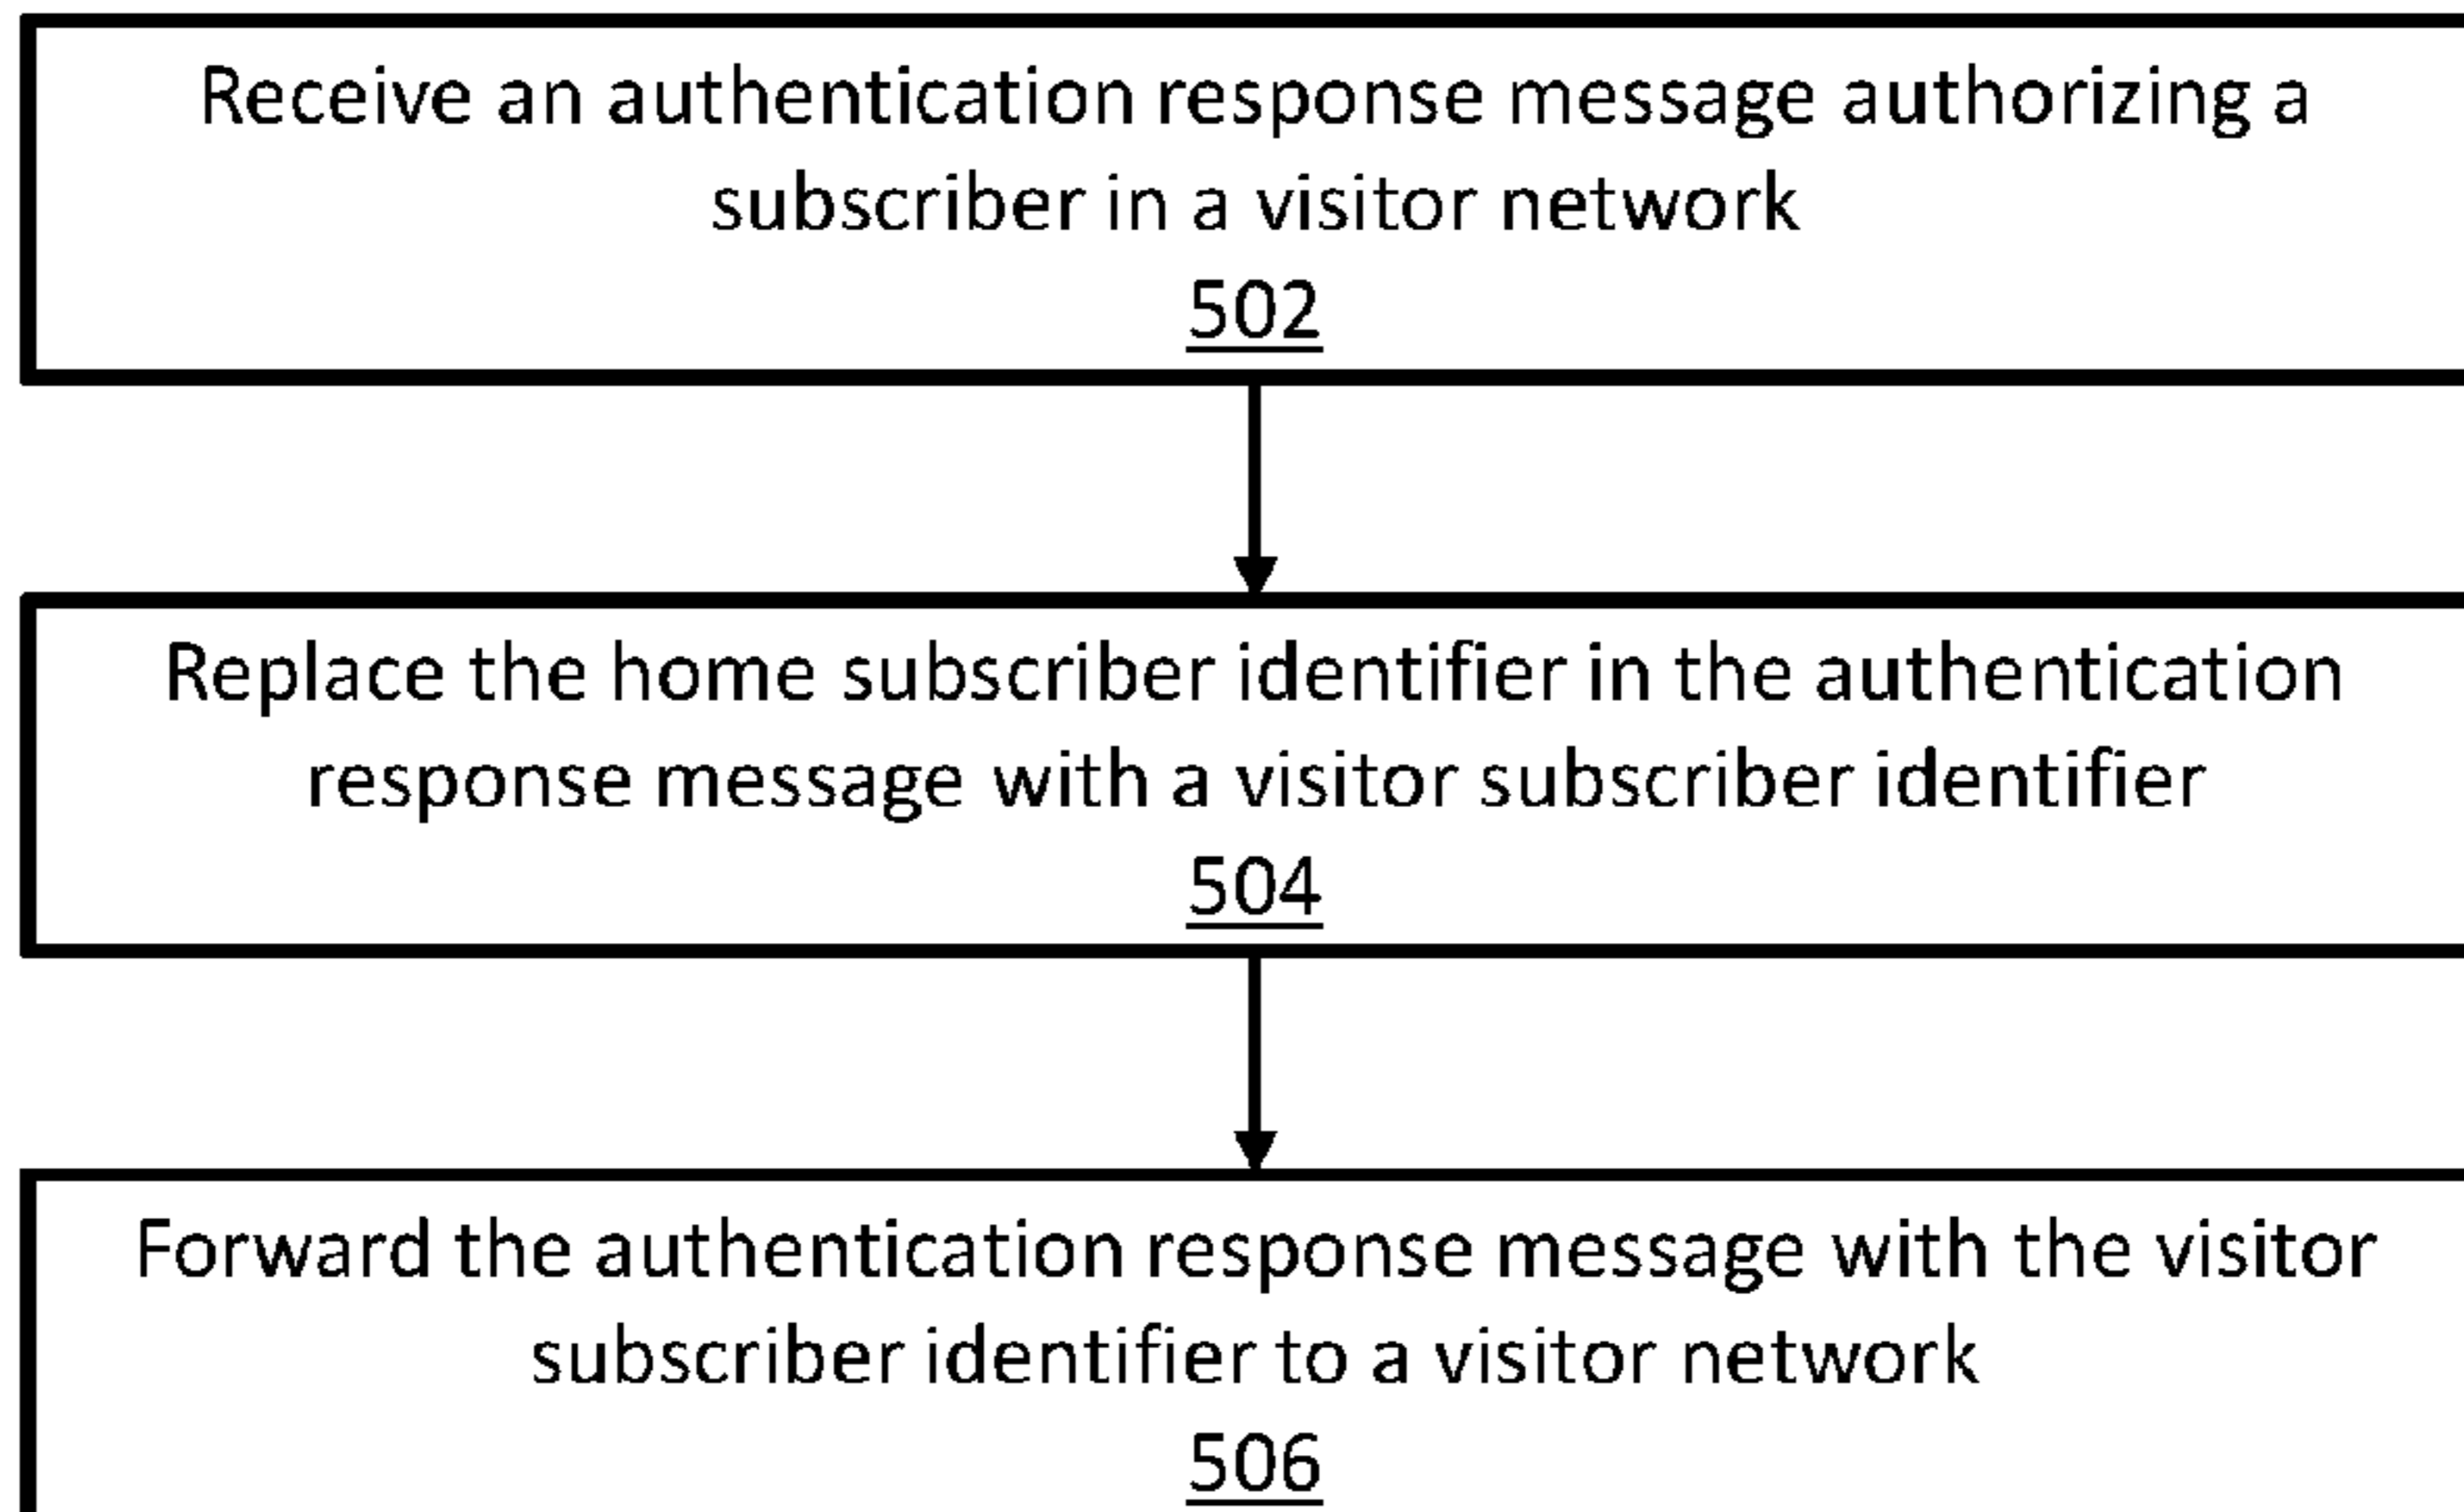 Receive an authentication response message authorizing a
subscriber in a visitor network
502
Replace the home subscriber identifier in the authentication
response message with a visitor subscriber identifier
504
Forward the authentication response message with the visitor
subscriber identifier to a visitor network
506